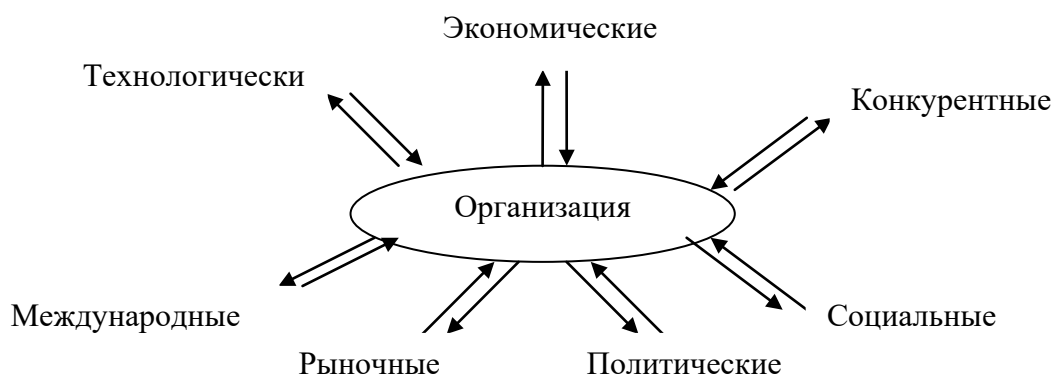 Экономические
Технологически
Конкурентные
Организация
Международные
Социальные
Рыночные
Политические